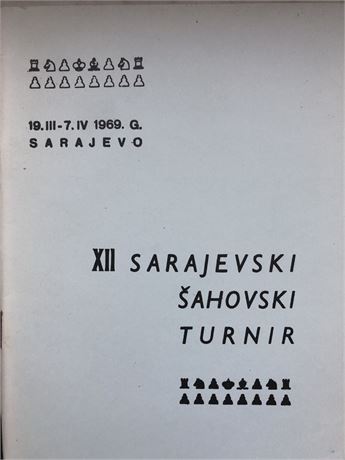 19.III-7.IV 1969. G.
SARAJEVO
XII SARAJEVSKI
ŠAHOVSKI
TURNIR